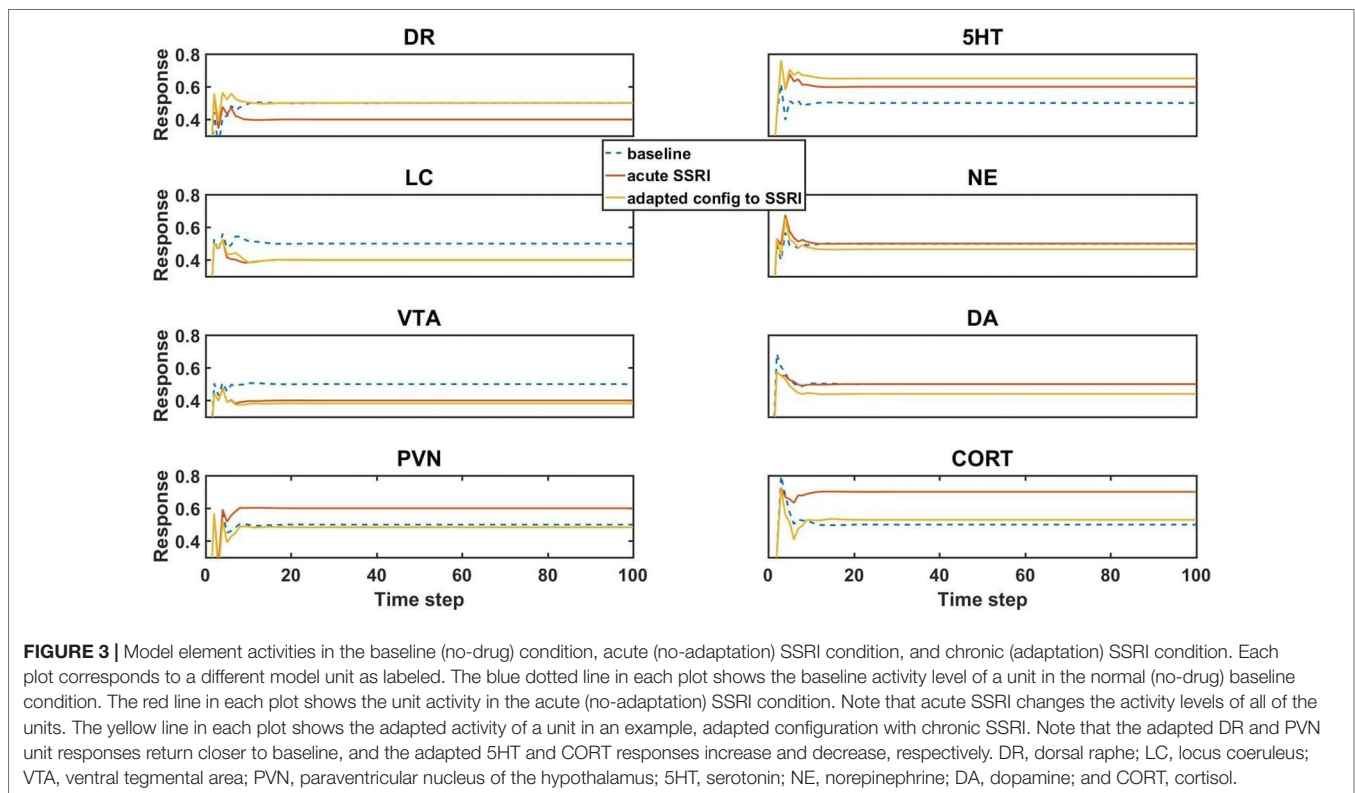 DR
5HT
Response
0.8
0.6
0.4
baseline
acute SSRI
adapted config to SSRI
LC
NE
Response
0.8
0.6
0.4
VTA
DA
Response
0.8
0.6
0.4
PVN
CORT
Response
0.8
0.6
0.4
0 20 40 60 80 100
0 20 40 60 80 100
Time step
Time step
FIGURE 3 | Model element activities in the baseline (no-drug) condition, acute (no-adaptation) SSRI condition, and chronic (adaptation) SSRI condition. Each
plot corresponds to a different model unit as labeled. The blue dotted line in each plot shows the baseline activity level of a unit in the normal (no-drug) baseline
condition. The red line in each plot shows the unit activity in the acute (no-adaptation) SSRI condition. Note that acute SSRI changes the activity levels of all of the
units. The yellow line in each plot shows the adapted activity of a unit in an example, adapted configuration with chronic SSRI. Note that the adapted DR and PVN
unit responses return closer to baseline, and the adapted 5HT and CORT responses increase and decrease, respectively. DR, dorsal raphe; LC, locus coeruleus;
VTA, ventral tegmental area; PVN, paraventricular nucleus of the hypothalamus; 5HT, serotonin; NE, norepinephrine; DA, dopamine; and CORT, cortisol.